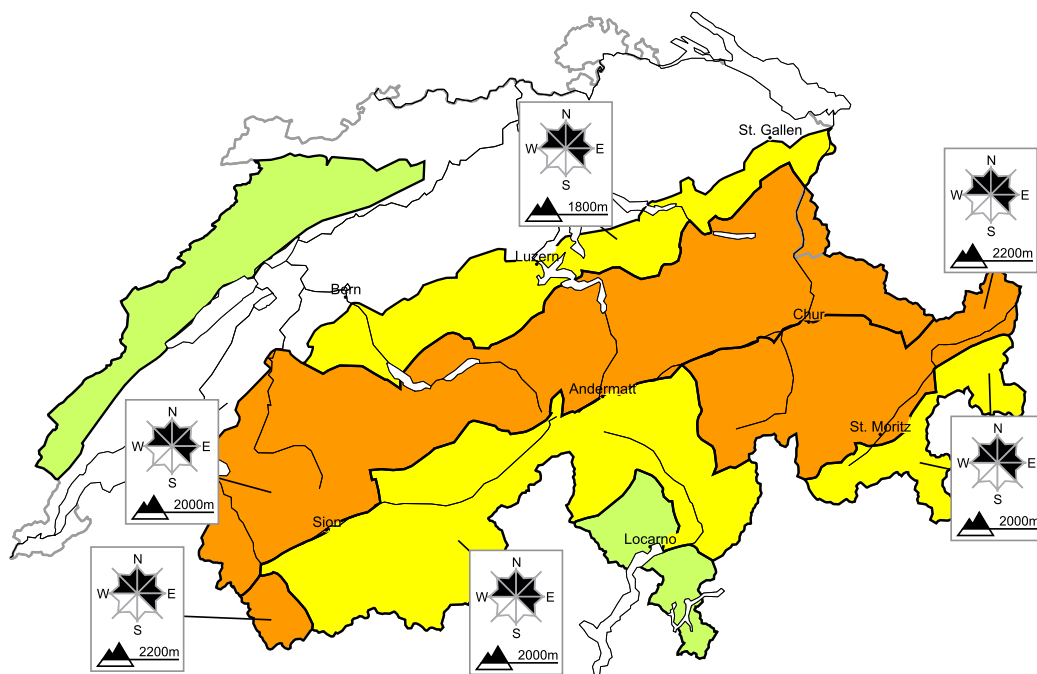 St. Gallen
N
W E
S
1800m
N
W E
S
2200m
Luzern
Bern
Chur
Andermatt
N
W E
S
2000m
St. Moritz
N
W E
S
2000m
Sion
Locarno
N
W E
S
2200m
N
W E
S
2000m